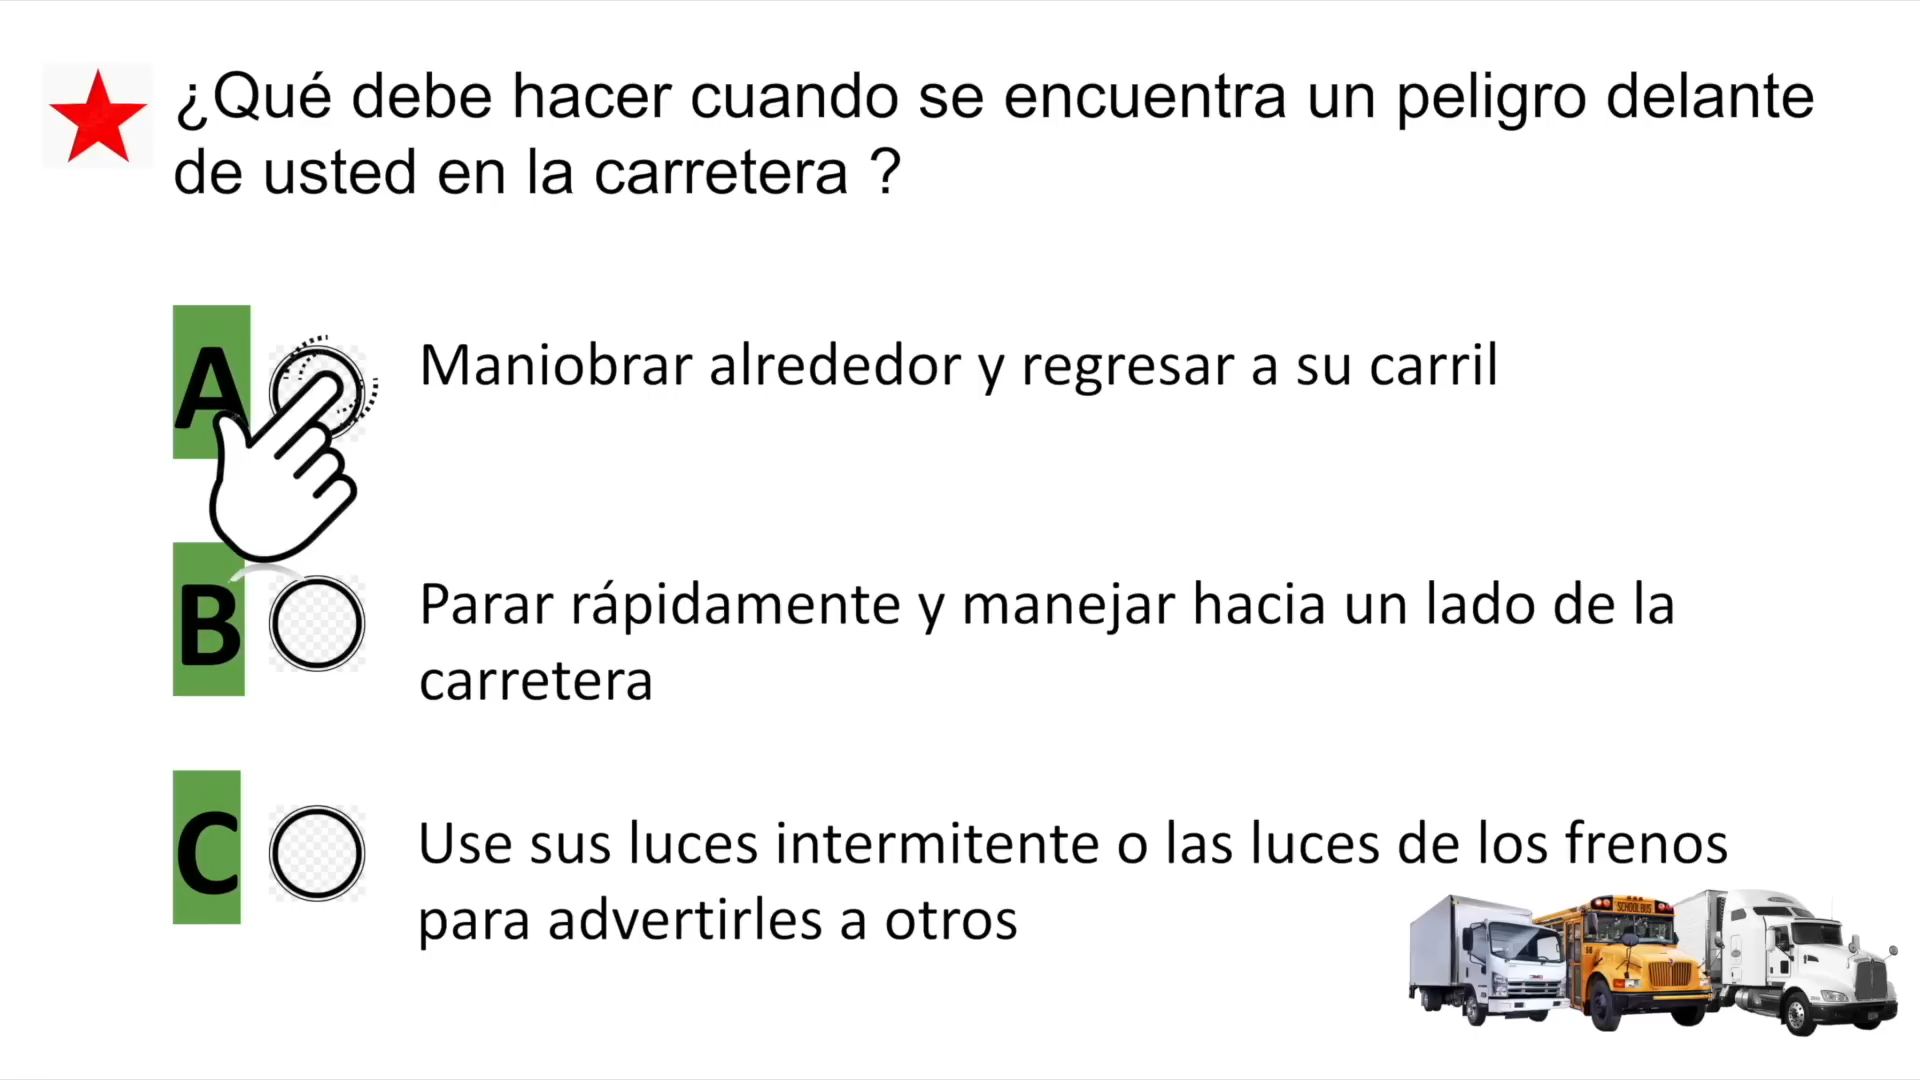 ¿Qué debe hacer cuando se encuentra un peligro delante
de usted en la carretera ?
A
Maniobrar alrededor y regresar a su carril
B
Parar rápidamente y manejar hacia un lado de la
carretera
C
Use sus luces intermitente o las luces de los frenos
para advertirles a otros
SCHOOL BUS